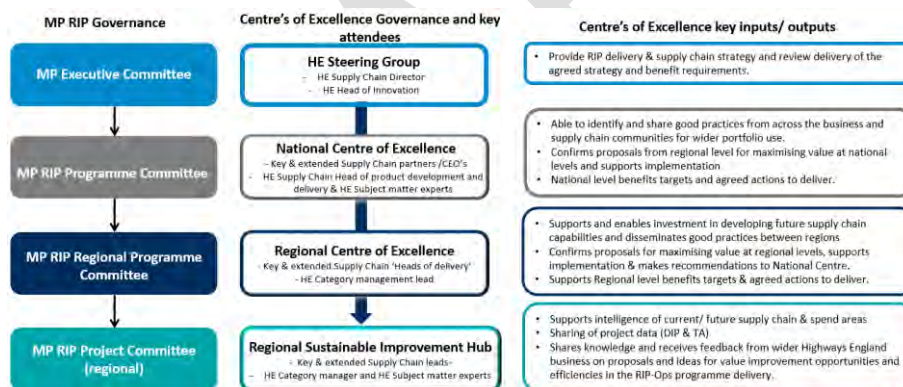 MP RIP Governance
Centre's of Excellence Governance and key
attendees
Centre's of Excellence key inputs/ outputs
MP Executive Committee
HE Steering Group
- HE Supply Chain Director
- HE Head of Innovation
• Provide RIP delivery & supply chain strategy and review delivery of the
agreed strategy and benefit requirements.
MP RIP Programme Committee
National Centre of Excellence
- Key & extended Supply Chain partners /CEO's
- HE Supply Chain Head of product development and
delivery & HE Subject matter experts
• Able to identify and share good practices from across the business and
supply chain communities for wider portfolio use.
• Confirms proposals from regional level for maximising value at national
levels and supports implementation
• National level benefits targets and agreed actions to deliver.
MP RIP Regional Programme
Committee
Regional Centre of Excellence
- Key & extended Supply Chain 'Heads of delivery'
- HE Category management lead
• Supports and enables investment in developing future supply chain
capabilities and disseminates good practices between regions
• Confirms proposals for maximising value at regional levels, supports
implementation & makes recommendations to National Centre.
• Supports Regional level benefits targets & agreed actions to deliver.
MP RIP Project Committee
(regional)
Regional Sustainable Improvement Hub
- Key & extended Supply Chain leads-
- HE Category manager and HE Subject matter experts
• Supports intelligence of current/ future supply chain & spend areas
• Sharing of project data (DIP & TA)
• Shares knowledge and receives feedback from wider Highways England
business on proposals and ideas for value improvement opportunities and
efficiencies in the RIP-Ops programme delivery.